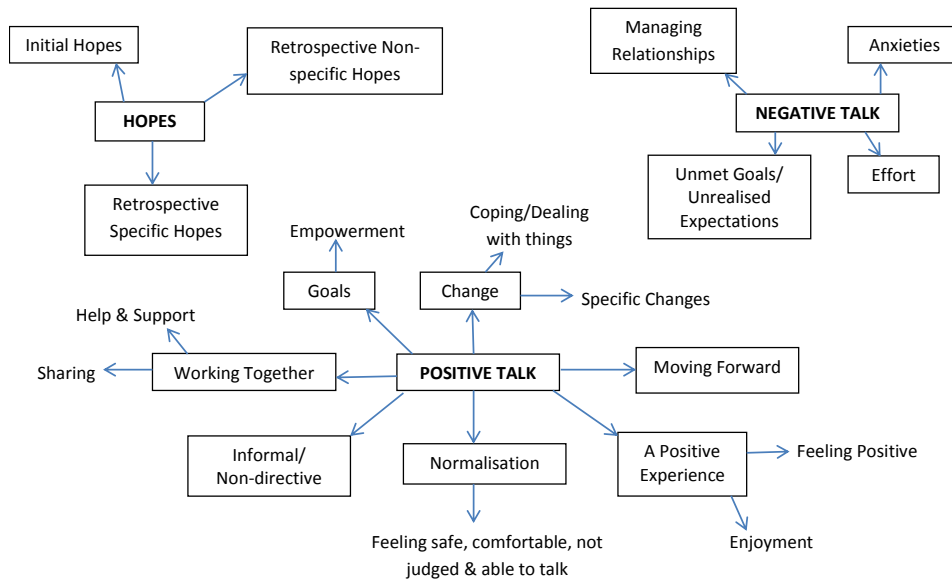 Initial Hopes
Retrospective Non-
specific Hopes
HOPES
Retrospective
Specific Hopes
Managing
Relationships
Anxieties
NEGATIVE TALK
Unmet Goals/
Unrealised
Expectations
Effort
Empowerment
Coping/Dealing
with things
Goals
Change
Specific Changes
Help & Support
Sharing
Working Together
POSITIVE TALK
Moving Forward
Informal/
Non-directive
Normalisation
A Positive
Experience
Feeling Positive
Feeling safe, comfortable, not
judged & able to talk
Enjoyment